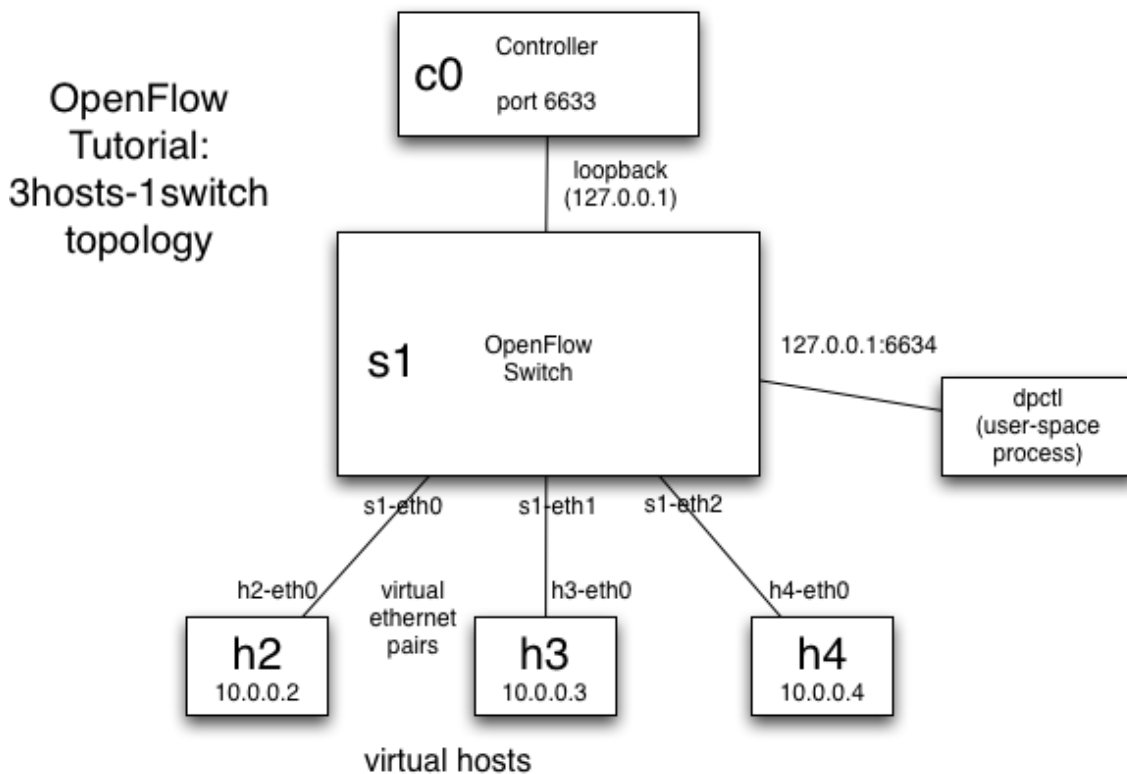 OpenFlow
Tutorial:
3hosts-1switch
topology
c0
Controller
port 6633
loopback
(127.0.0.1)
s1
OpenFlow
Switch
127.0.0.1:6634
dpctl
(user-space
process)
s1-eth0
s1-eth1
s1-eth2
h2-eth0
virtual
ethernet
pairs
h3-eth0
h4-eth0
h2
10.0.0.2
h3
10.0.0.3
h4
10.0.0.4
virtual hosts